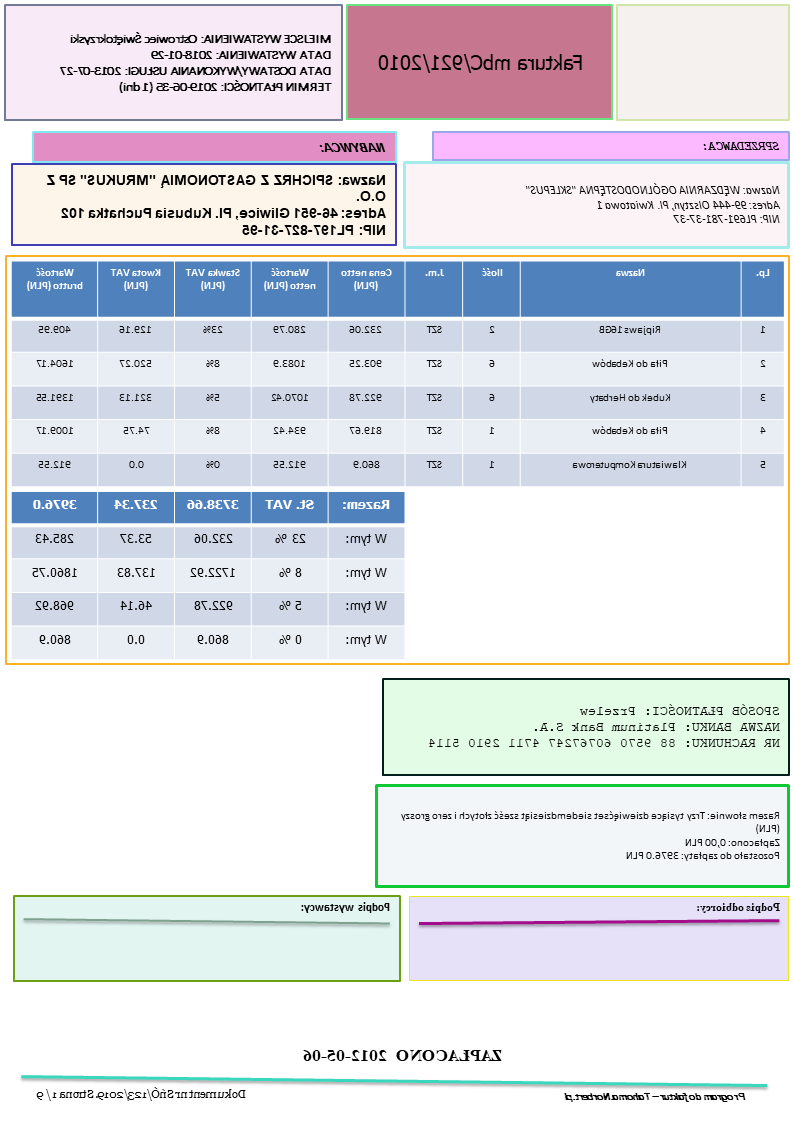 Faktura mbC/921/2010
MIEJSCE WYSTAWIENIA: Ostrowiec Świętokrzyski
DATA WYSTAWIENIA: 2018-01-29
DATA DOSTAWY/WYKONANIA USŁUGI: 2013-07-27
TERMIN PŁATNOŚCI: 2019-06-35 (1 dni)
SPRZEDAWCA:
Nazwa: WĘDZARNIA OGÓLNODOSTĘPNA "SKLEPUS"
Adres: 99-444 Olsztyn, Pl. Kwiatowa 1
NIP: PL691-781-37-37
NABYWCA:
Nazwa: SPICHRZ Z GASTONOMIĄ "MRUKUS" SP Z
O.O.
Adres: 46-951 Gliwice, Pl. Kubusia Puchatka 102
NIP: PL197-827-31-95
Lp. Nazwa Ilość J.m. Cena netto (PLN) Wartość netto (PLN) Stawka VAT (PLN) Kwota VAT (PLN) Wartość brutto (PLN)
1 Ripjaws 16GB 2 SZT 232.06 280.79 23% 129.16 409.95
2 Piła do Kebabów 6 SZT 903.25 1083.9 8% 520.27 1604.17
3 Kubek do Herbaty 6 SZT 922.78 1070.42 5% 321.13 1391.55
4 Piła do Kebabów 1 SZT 819.67 934.42 8% 74.75 1009.17
5 Klawiatura Komputerowa 1 SZT 860.9 912.55 0% 0.0 912.55
Razem: St. VAT 3738.66 237.34 3976.0
W tym: 23 % 232.06 53.37 285.43
W tym: 8 % 1722.92 137.83 1860.75
W tym: 5 % 922.78 46.14 968.92
W tym: 0 % 860.9 0.0 860.9
SPOSÓB PŁATNOŚCI: Przelew
NAZWA BANKU: Platinum Bank S.A.
NR RACHUNKU: 88 9570 60767247 4711 2910 5114
Razem słownie: Trzy tysiące dziewięćset siedemdziesiąt sześć złotych i zero groszy
(PLN)
Zapłacono: 0,00 PLN
Pozostało do zapłaty: 3976.0 PLN
Podpis odbiorcy:
Podpis wystawcy:
ZAPŁACONO 2012-05-06
Program do faktur – Tahoma.Norbert.pl
Dokument nr SńÓ/123/2019.Strona 1 / 9